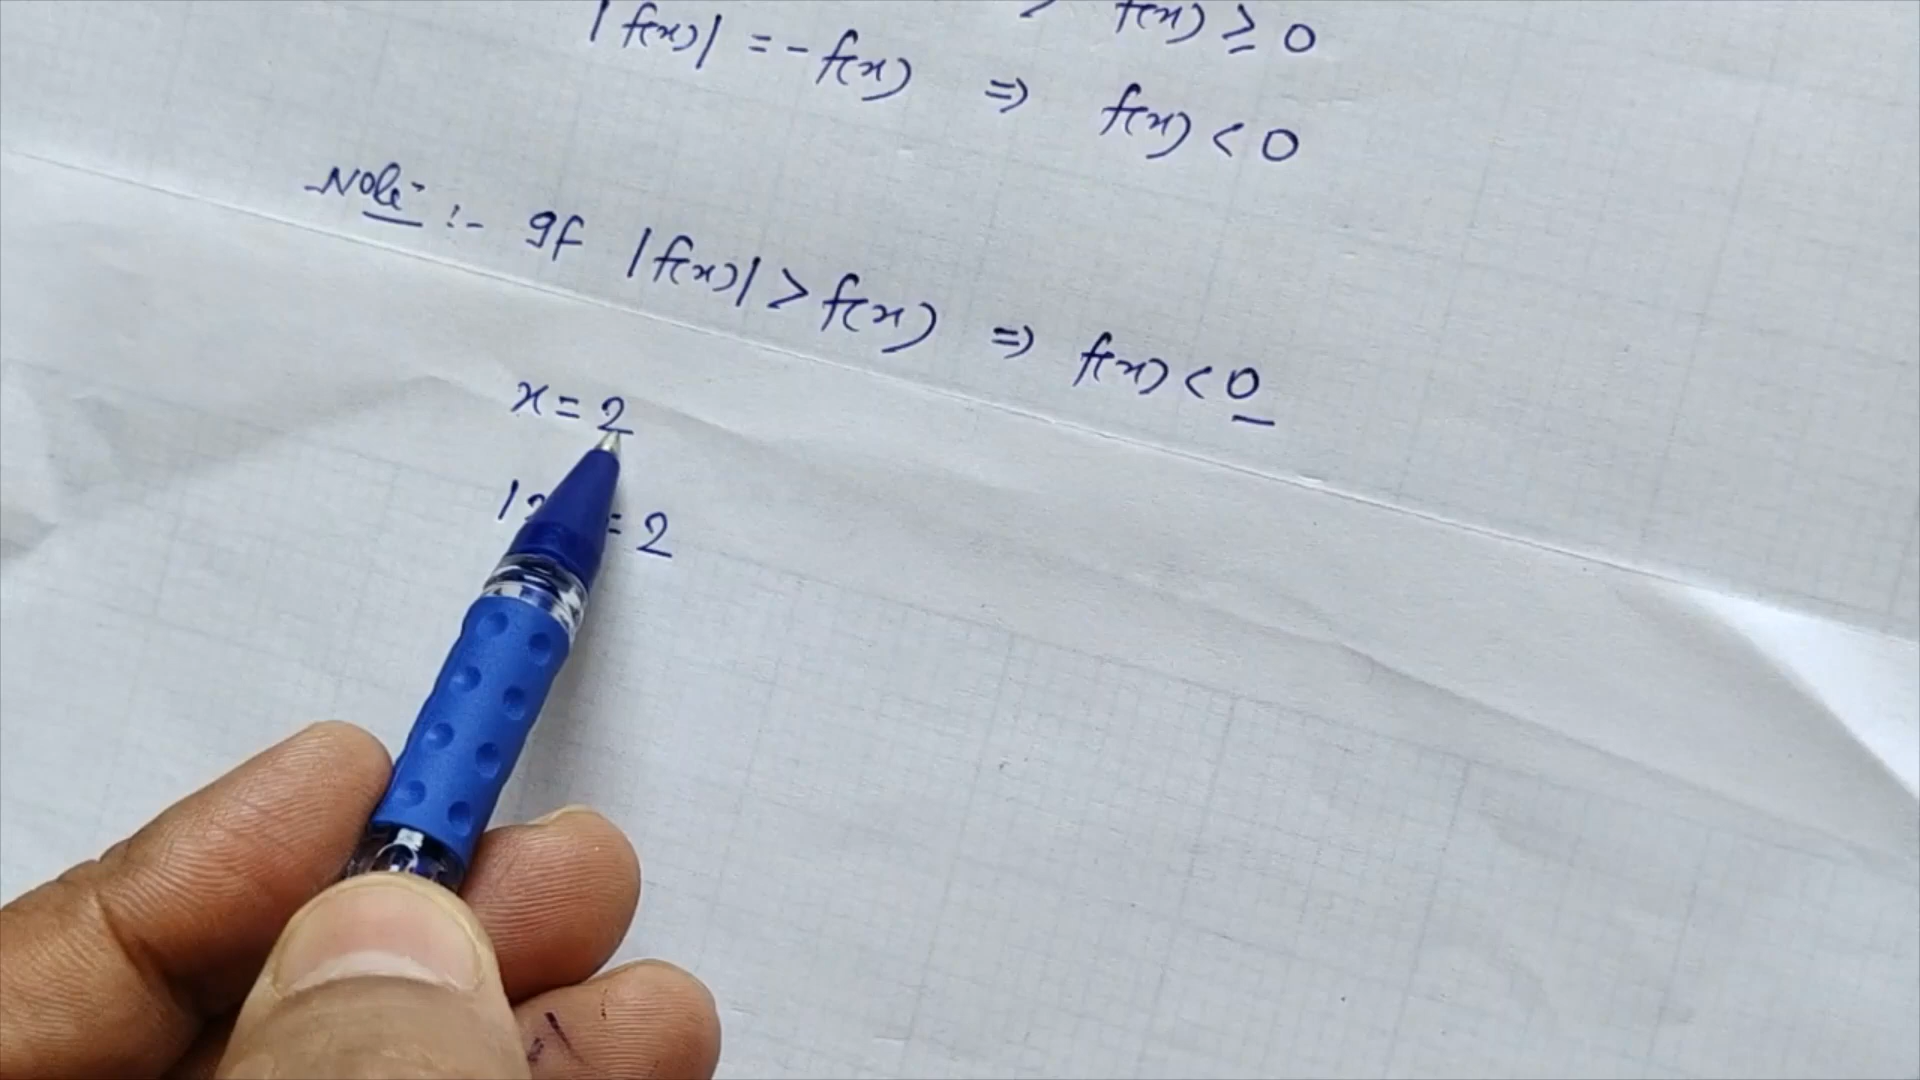 f(x) ≥ 0
|f(x)| = -f(x) ⇒ f(x) < 0
Note :- If |f(x)| > f(x) ⇒ f(x) < 0
x = 2
= 2